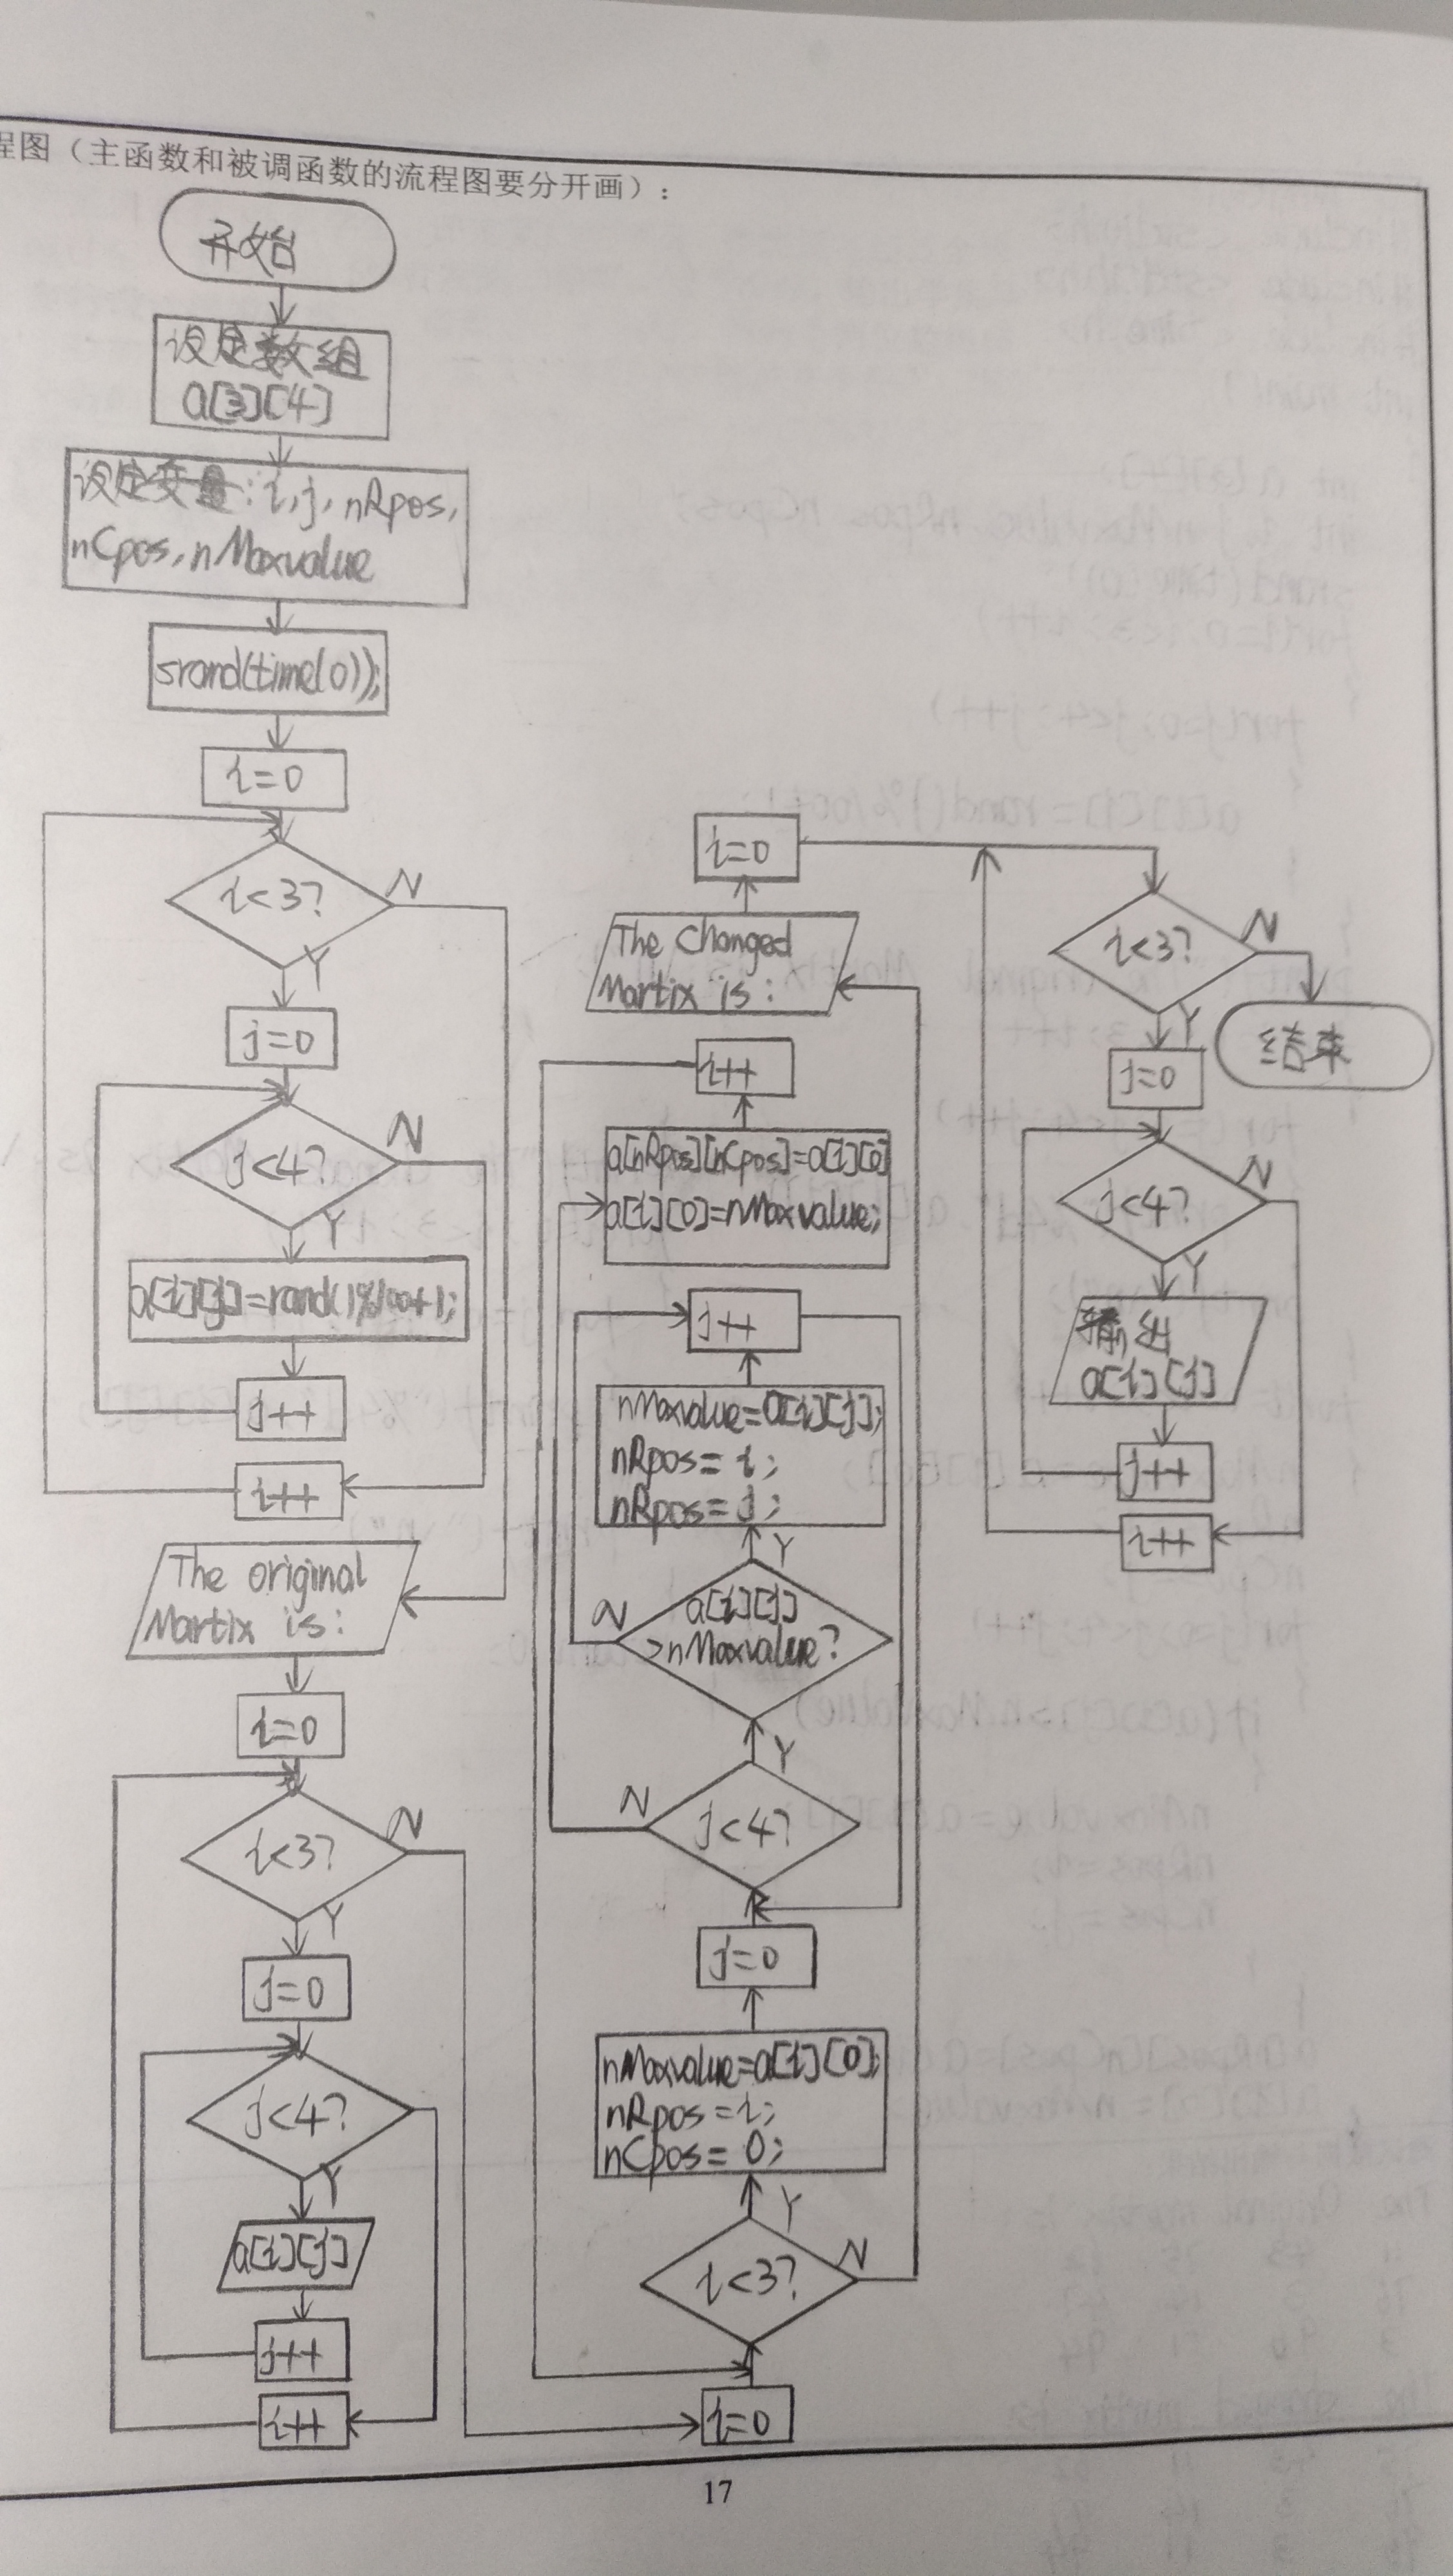 程图（主函数和被调函数的流程图要分开画）：
开始
设定数组
a[3][4]
设定变量：i,j,nRpos,
nCpos,nMaxvalue
srand(time(0));
i=0
i<3?
N
Y
j=0
j<4?
N
Y
a[i][j]=rand()%100+1;
j++
i++
The original
Martix is:
i=0
i<3?
N
Y
j=0
j<4?
Y
a[i][j]
j++
i++
i=0
i<3?
N
Y
nMaxvalue=a[i][0];
nRpos=i;
nCpos=0;
j=0
j<4?
N
Y
a[i][j]
>nMaxvalue?
N
Y
nMaxvalue=a[i][j];
nRpos=i;
nRpos=j;
j++
a[nRpos][nCpos]=a[i][0]
a[i][0]=nMaxvalue;
i++
The Changed
Martix is:
i=0
i<3?
N
Y
结束
j=0
j<4?
N
Y
输出
a[i][j]
j++
i++
17